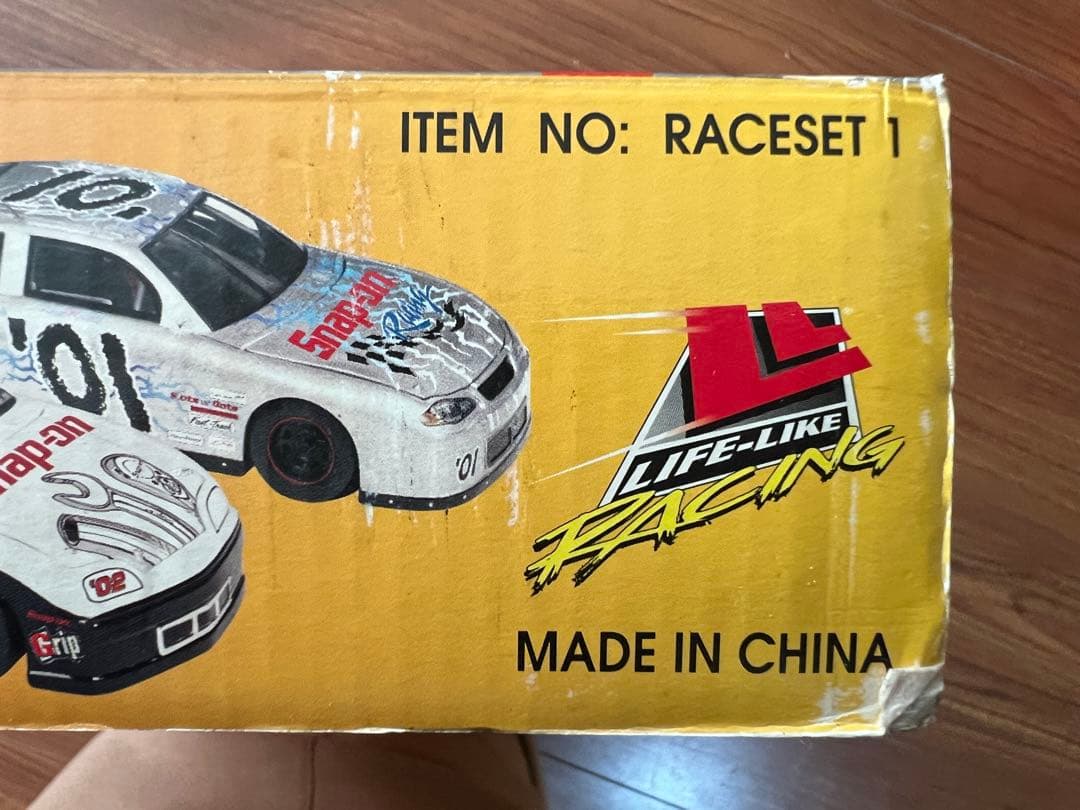 ITEM NO: RACESET 1
'01
'01
Snap-on
Racing
'01
nap-on
'02
Grip
LIFE-LIKE
RACING
MADE IN CHINA